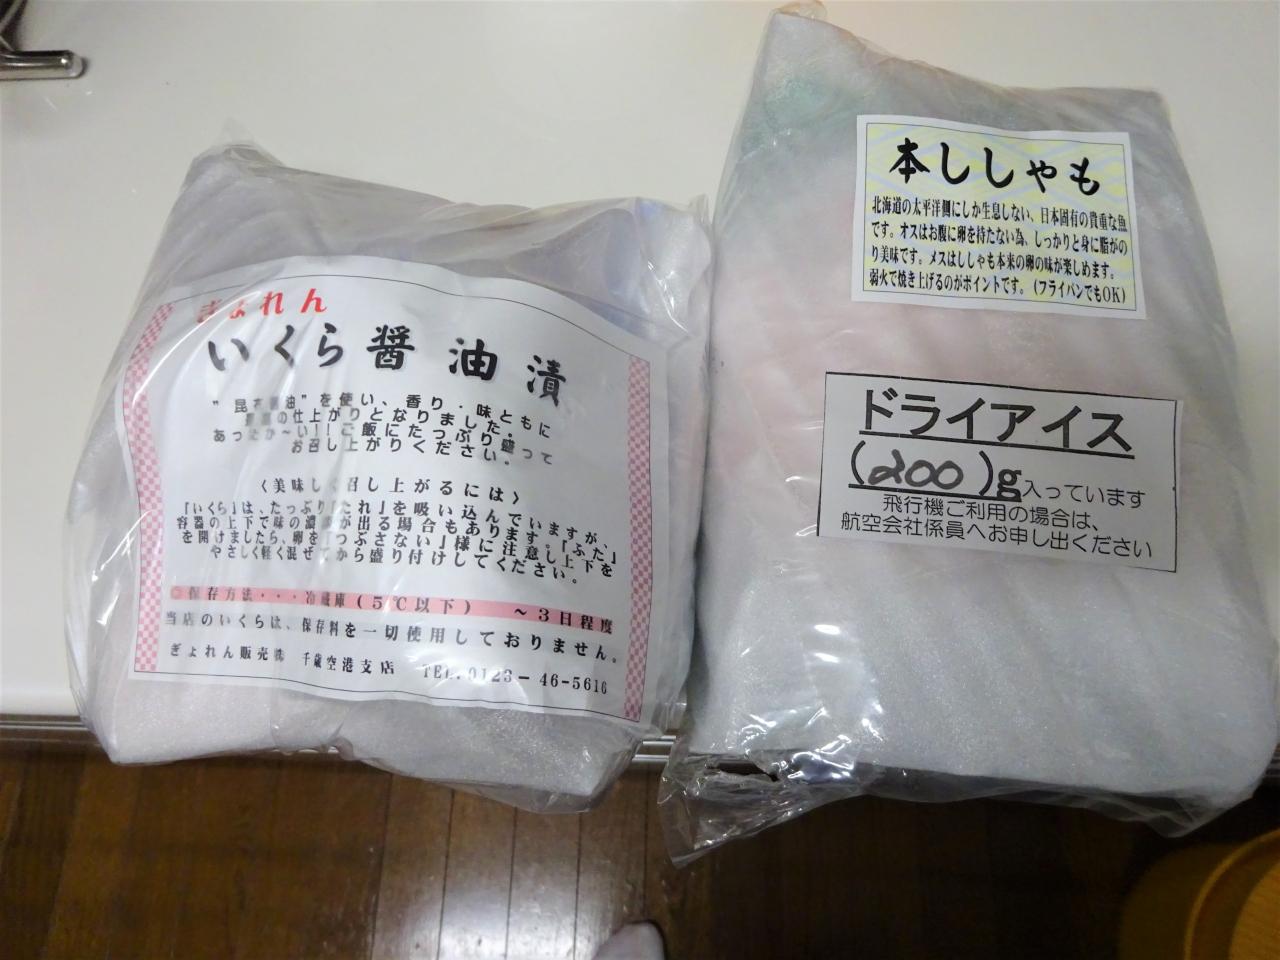 ぎょれん
いくら醤油漬
"昆布醤油"を使い、香り・味ともに
の仕上がりとなりました。
あったか～い!!ご飯にたっぷり盛って
お召し上がりください。
〈美味しく召し上がるには〉
「いくら」は、たっぷり「たれ」を吸い込んでいますが、
容器の上下で味の濃淡が出る場合もあります。「ふた」
を開けましたら、卵を「つぶさない」様に注意し上下を
やさしく軽く混ぜてから盛り付けしてください。
◎保存方法・・・冷蔵庫(5℃以下) ～3日程度
当店のいくらは、保存料を一切使用しておりません。
ぎょれん販売㈱ 千歳空港支店 TEL.0123-46-5616
本ししゃも
北海道の太平洋側にしか生息しない、日本固有の貴重な魚
です。オスはお腹に卵を持たない為、しっかりと身に脂がの
り美味です。メスはししゃも本来の卵の味が楽しめます。
弱火で焼き上げるのがポイントです。(フライパンでもOK)
ドライアイス
(200)g入っています
飛行機ご利用の場合は、
航空会社係員へお申し出ください